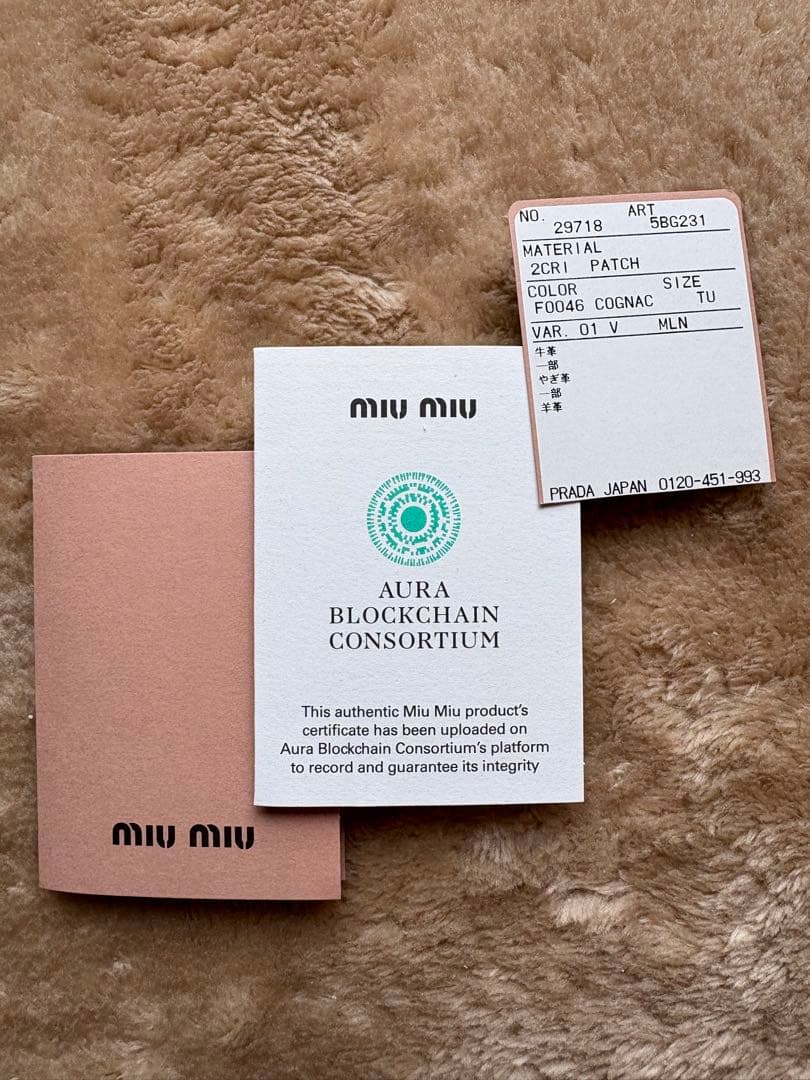 NO. ART
29718 5BG231
MATERIAL
2CRI PATCH
COLOR SIZE
F0046 COGNAC TU
VAR. 01 V MLN
牛革
一部
やぎ革
一部
羊革
PRADA JAPAN 0120-451-993
miu miu
AURA
BLOCKCHAIN
CONSORTIUM
This authentic Miu Miu product's
certificate has been uploaded on
Aura Blockchain Consortium's platform
to record and guarantee its integrity
miu miu